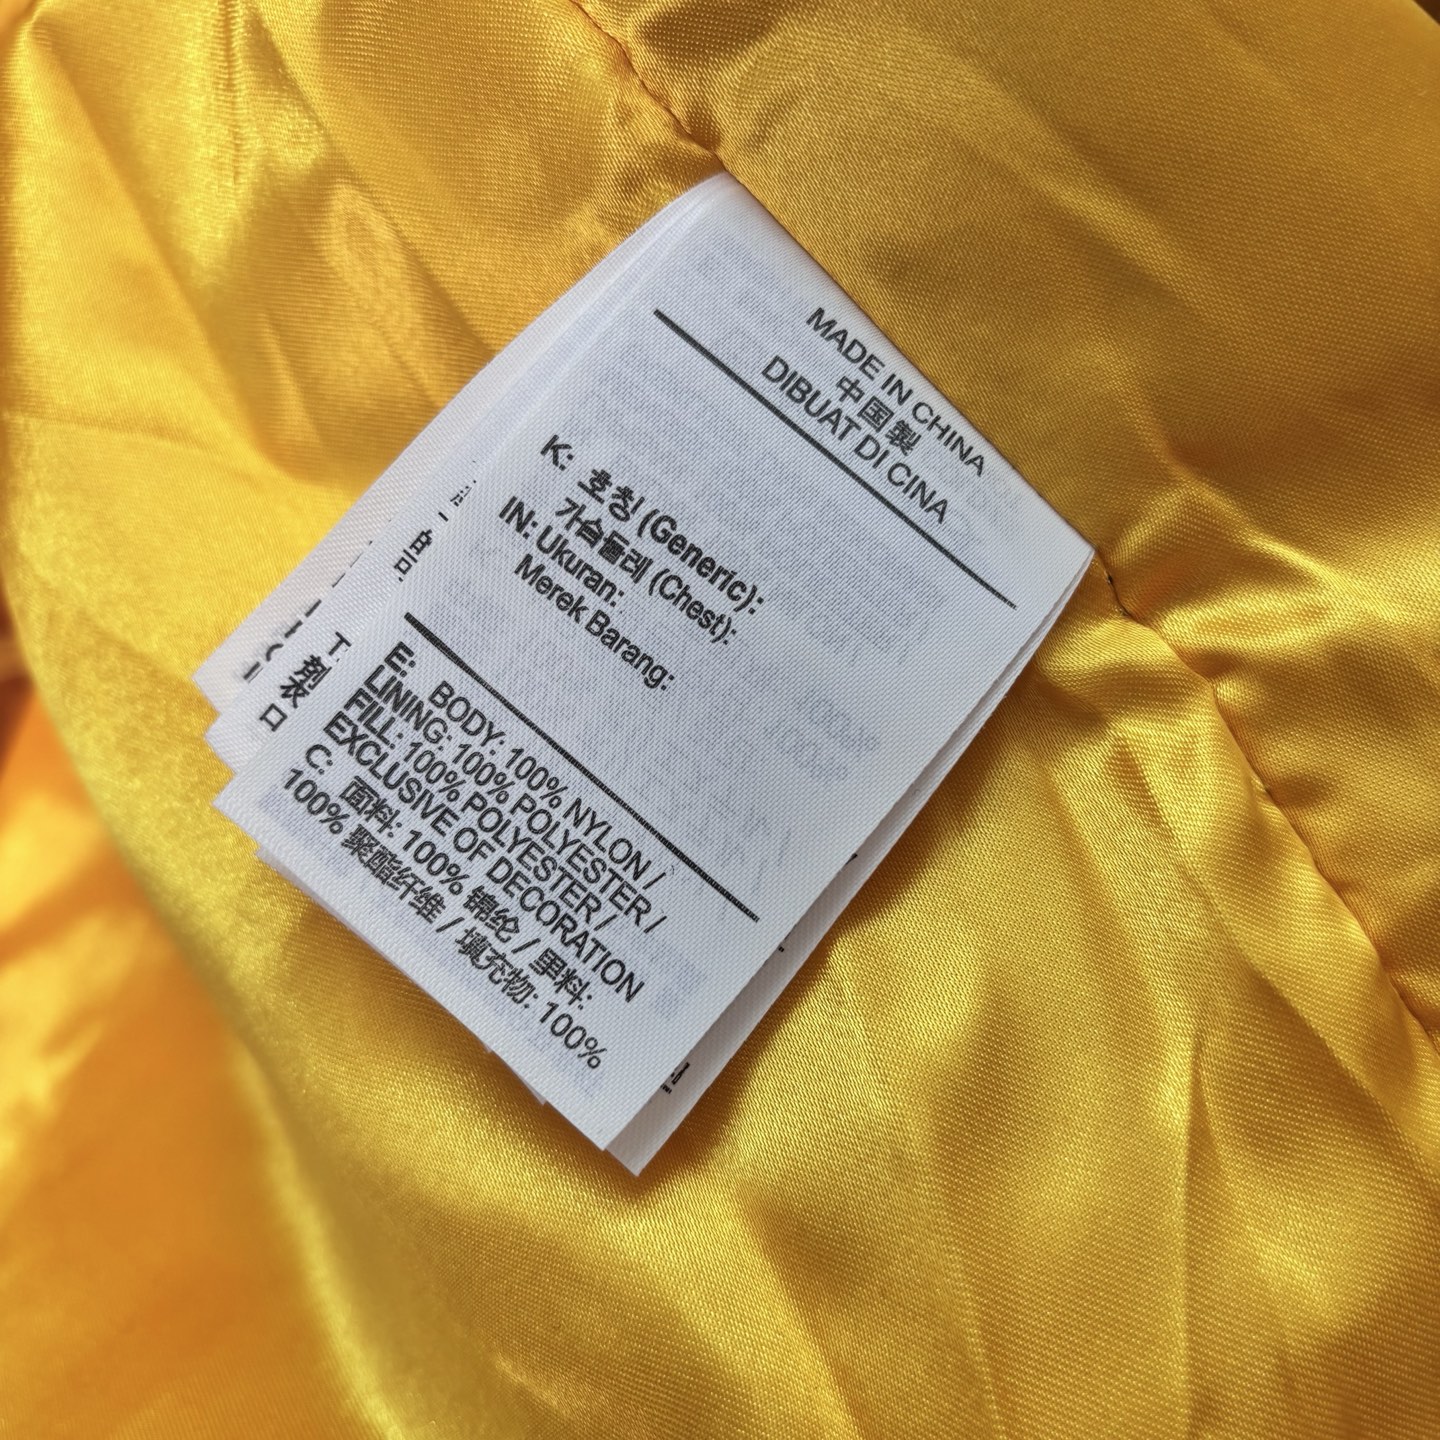 MADE IN CHINA
中国製
DIBUAT DI CINA
K: 호칭 (Generic):
가슴둘레 (Chest):
IN: Ukuran:
Merek Barang:
E: BODY: 100% NYLON /
LINING: 100% POLYESTER /
FILL: 100% POLYESTER /
EXCLUSIVE OF DECORATION
C: 面料: 100% 锦纶 / 里料:
100% 聚酯纤维 / 填充物: 100%